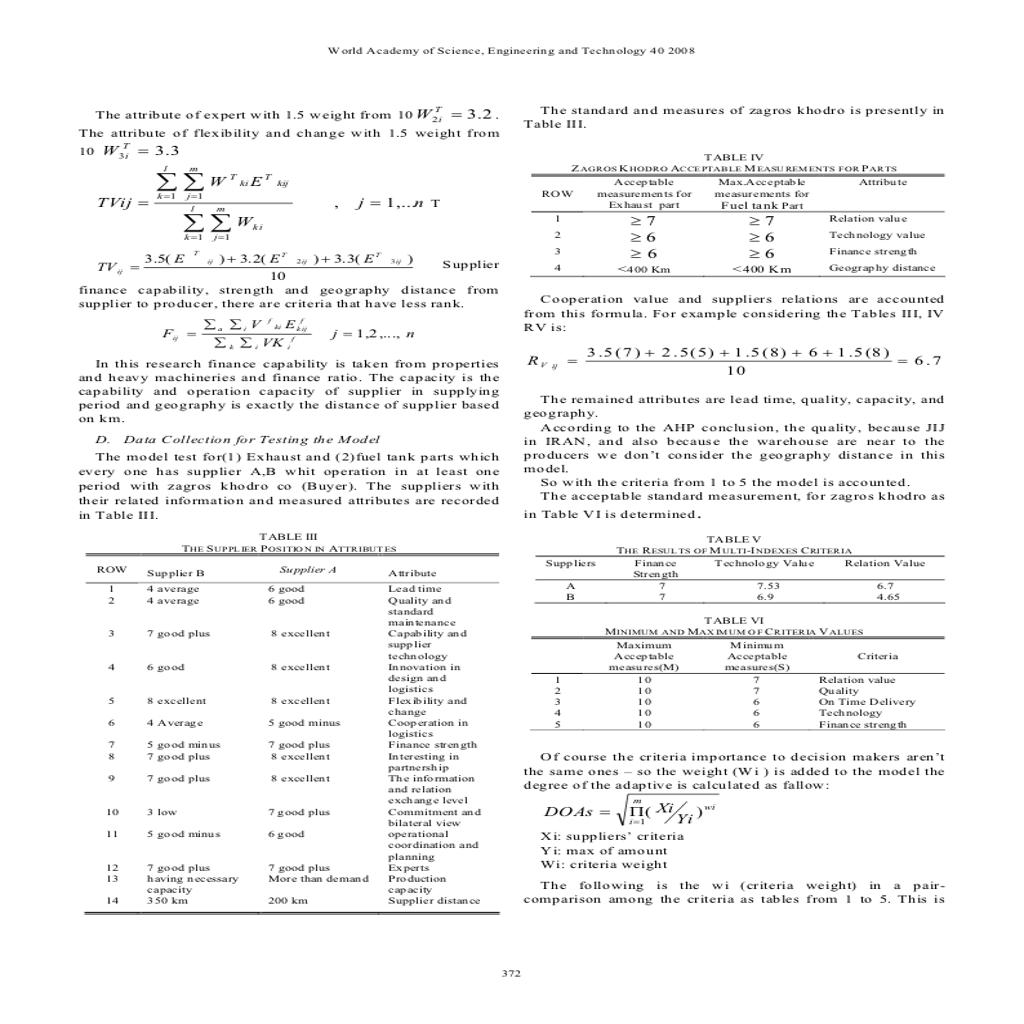 World Academy of Science, Engineering and Technology 40 2008
The attribute of expert with 1.5 weight from 10 W^T_{2i} = 3.2 .
The attribute of flexibility and change with 1.5 weight from
10 W^T_{3i} = 3.3
TVij = \frac{\sum_{k=1}^{l} \sum_{j=1}^{m} W^T_{ki} E^T_{kij}}{\sum_{k=1}^{l} \sum_{j=1}^{m} W_{ki}} , j = 1,...n T
TV_{ij} = \frac{3.5(E^T_{ij}) + 3.2(E^T_{2ij}) + 3.3(E^T_{3ij})}{10} Supplier
finance capability, strength and geography distance from
supplier to producer, there are criteria that have less rank.
F_{ij} = \frac{\sum_a \sum_i V^f_{ki} E^f_{kij}}{\sum_k \sum_i VK^f_i} j = 1,2,..., n
In this research finance capability is taken from properties
and heavy machineries and finance ratio. The capacity is the
capability and operation capacity of supplier in supplying
period and geography is exactly the distance of supplier based
on km.
D. Data Collection for Testing the Model
The model test for(1) Exhaust and (2)fuel tank parts which
every one has supplier A,B whit operation in at least one
period with zagros khodro co (Buyer). The suppliers with
their related information and measured attributes are recorded
in Table III.
TABLE III
THE SUPPLIER POSITION IN ATTRIBUTES
ROW Supplier B Supplier A Attribute
1 4 average 6 good Lead time
2 4 average 6 good Quality and
standard
maintenance
3 7 good plus 8 excellent Capability and
supplier
technology
4 6 good 8 excellent Innovation in
design and
logistics
5 8 excellent 8 excellent Flexibility and
change
6 4 Average 5 good minus Cooperation in
logistics
7 5 good minus 7 good plus Finance strength
8 7 good plus 8 excellent Interesting in
partnership
9 7 good plus 8 excellent The information
and relation
exchange level
10 3 low 7 good plus Commitment and
bilateral view
11 5 good minus 6 good operational
coordination and
planning
12 7 good plus 7 good plus Experts
13 having necessary More than demand Production
capacity capacity
14 350 km 200 km Supplier distance
The standard and measures of zagros khodro is presently in
Table III.
TABLE IV
ZAGROS KHODRO ACCEPTABLE MEASUREMENTS FOR PARTS
Acceptable Max.Acceptable Attribute
ROW measurements for measurements for
Exhaust part Fuel tank Part
1 ≥ 7 ≥ 7 Relation value
2 ≥ 6 ≥ 6 Technology value
3 ≥ 6 ≥ 6 Finance strength
4 <400 Km <400 Km Geography distance
Cooperation value and suppliers relations are accounted
from this formula. For example considering the Tables III, IV
RV is:
R_{V ij} = \frac{3.5(7) + 2.5(5) + 1.5(8) + 6 + 1.5(8)}{10} = 6.7
The remained attributes are lead time, quality, capacity, and
geography.
According to the AHP conclusion, the quality, because JIJ
in IRAN, and also because the warehouse are near to the
producers we don't consider the geography distance in this
model.
So with the criteria from 1 to 5 the model is accounted.
The acceptable standard measurement, for zagros khodro as
in Table VI is determined.
TABLE V
THE RESULTS OF MULTI-INDEXES CRITERIA
Suppliers Finance Technology Value Relation Value
Strength
A 7 7.53 6.7
B 7 6.9 4.65
TABLE VI
MINIMUM AND MAXIMUM OF CRITERIA VALUES
Maximum Minimum
Acceptable Acceptable Criteria
measures(M) measures(S)
1 10 7 Relation value
2 10 7 Quality
3 10 6 On Time Delivery
4 10 6 Technology
5 10 6 Finance strength
Of course the criteria importance to decision makers aren't
the same ones – so the weight (Wi ) is added to the model the
degree of the adaptive is calculated as fallow:
DOAs = \sqrt{\prod_{i=1}^{m} (Xi/Yi)^{wi}}
Xi: suppliers' criteria
Yi: max of amount
Wi: criteria weight
The following is the wi (criteria weight) in a pair-
comparison among the criteria as tables from 1 to 5. This is
372